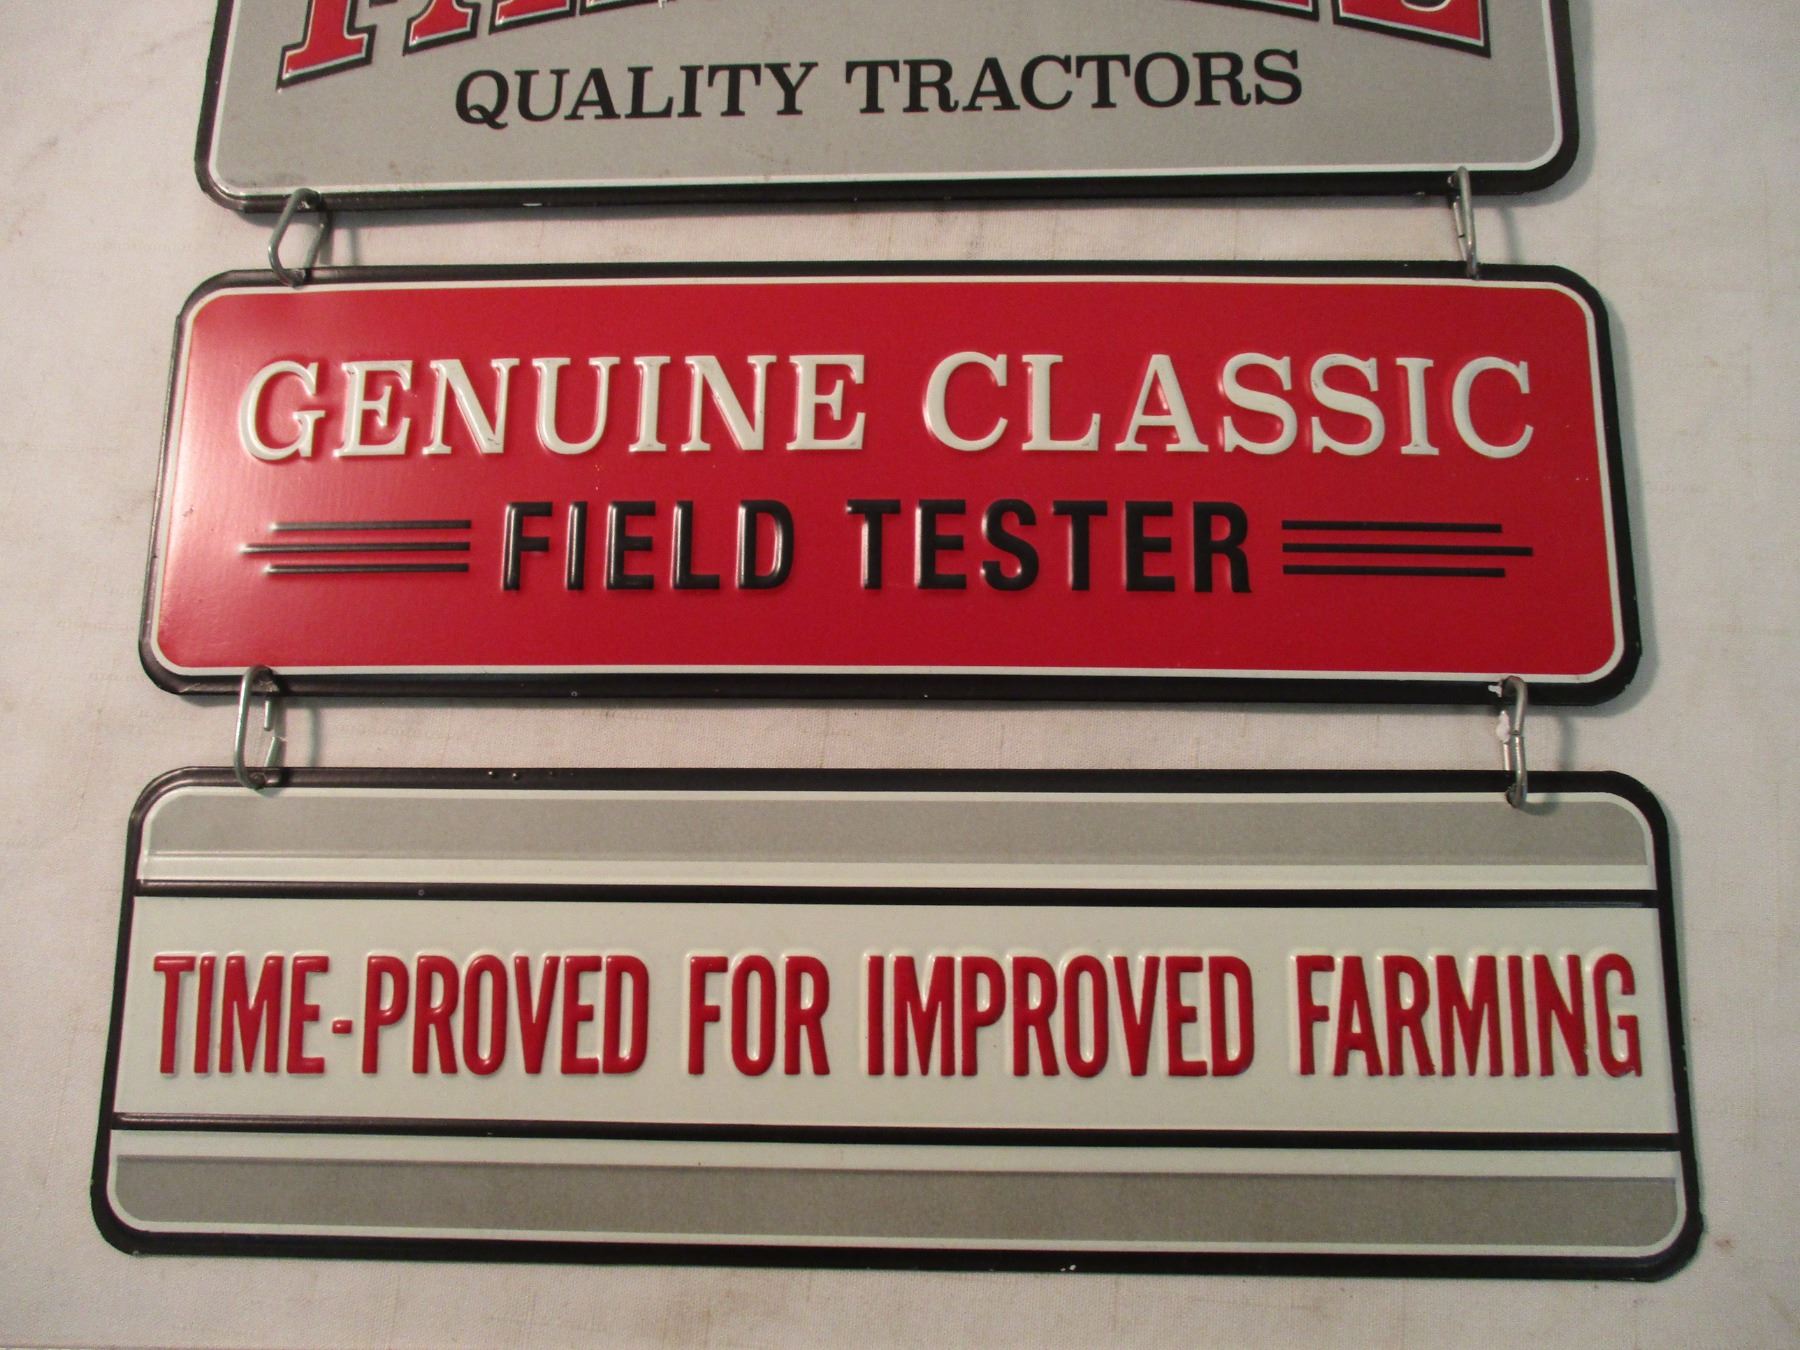 QUALITY TRACTORS
GENUINE CLASSIC
FIELD TESTER
TIME-PROVED FOR IMPROVED FARMING